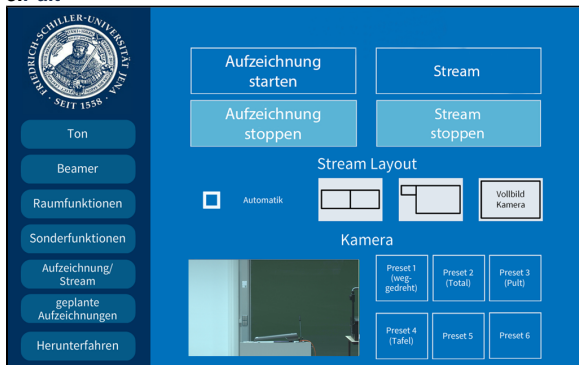 FRIEDRICH-SCHILLER-UNIVERSITÄT JENA
· SEIT 1558 ·
Ton
Beamer
Raumfunktionen
Sonderfunktionen
Aufzeichnung/
Stream
geplante
Aufzeichnungen
Herunterfahren
Aufzeichnung
starten
Stream
Aufzeichnung
stoppen
Stream
stoppen
Stream Layout
Automatik
Vollbild
Kamera
Kamera
Preset 1
(weg-
gedreht)
Preset 2
(Total)
Preset 3
(Pult)
Preset 4
(Tafel)
Preset 5
Preset 6